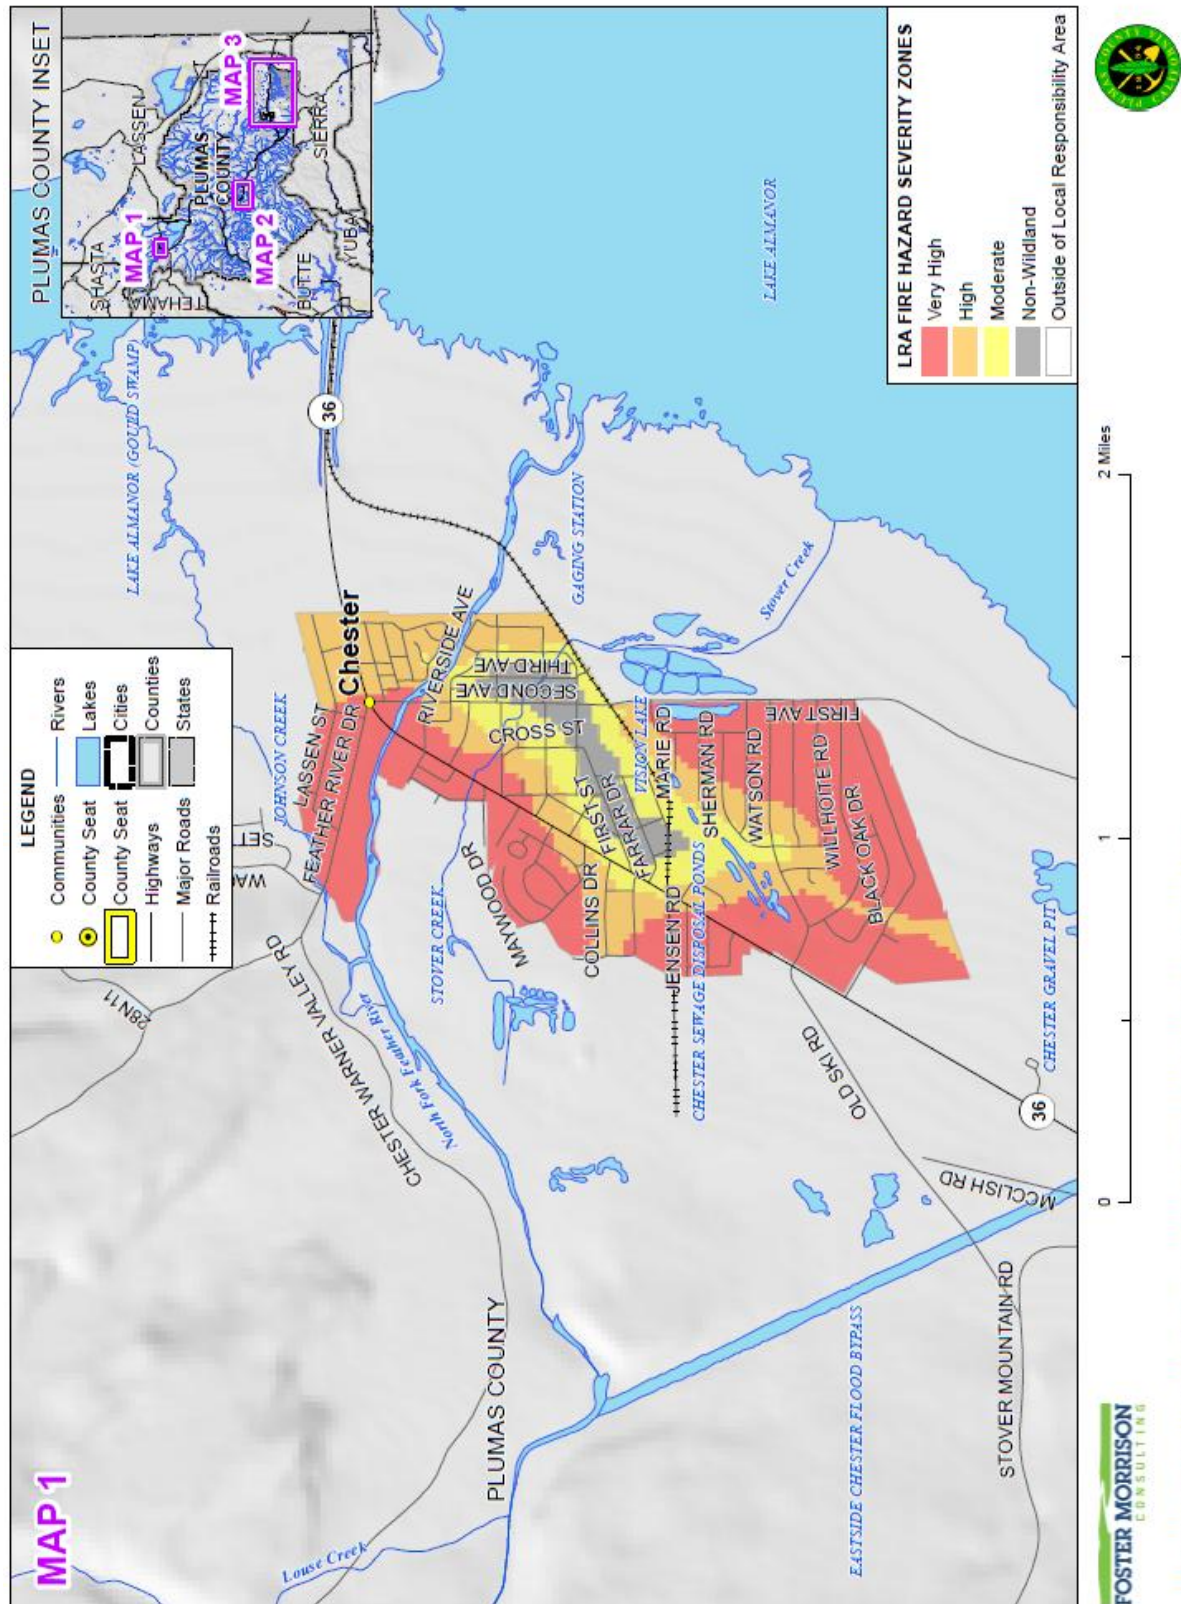 MAP 1
LEGEND
Communities
County Seat
County Seat
Highways
Major Roads
Railroads
Rivers
Lakes
Cities
Counties
States
PLUMAS COUNTY INSET
SHASTA
LASSEN
MAP 1
TEHAMA
PLUMAS
COUNTY
MAP 3
MAP 2
BUTTE
YUBA
SIERRA
Louse Creek
28N11
SET
JOHNSON CREEK
LAKE ALMANOR (GOULD SWAMP)
CHESTER WARNER VALLEY RD
LASSEN ST
FEATHER RIVER DR
Chester
36
North Fork Feather River
STOVER CREEK
RIVERSIDE AVE
PLUMAS COUNTY
MAYWOOD DR
SECOND AVE
THIRD AVE
CROSS ST
GAGING STATION
COLLINS DR
FIRST ST
FARRAR DR
VISION LALE
JENSEN RD
MARIE RD
CHESTER SEWAGE DISPOSAL PONDS
SHERMAN RD
WATSON RD
FIRST AVE
Stover Creek
LAKE ALMANOR
WILLHOITE RD
BLACK OAK DR
OLD SKI RD
EASTSIDE CHESTER FLOOD BYPASS
MCCLISH RD
36
CHESTER GRAVEL PIT
STOVER MOUNTAIN RD
LRA FIRE HAZARD SEVERITY ZONES
Very High
High
Moderate
Non-Wildland
Outside of Local Responsibility Area
FOSTER MORRISON
CONSULTING
0
1
2 Miles
PLUMAS COUNTY
CALIFORNIA